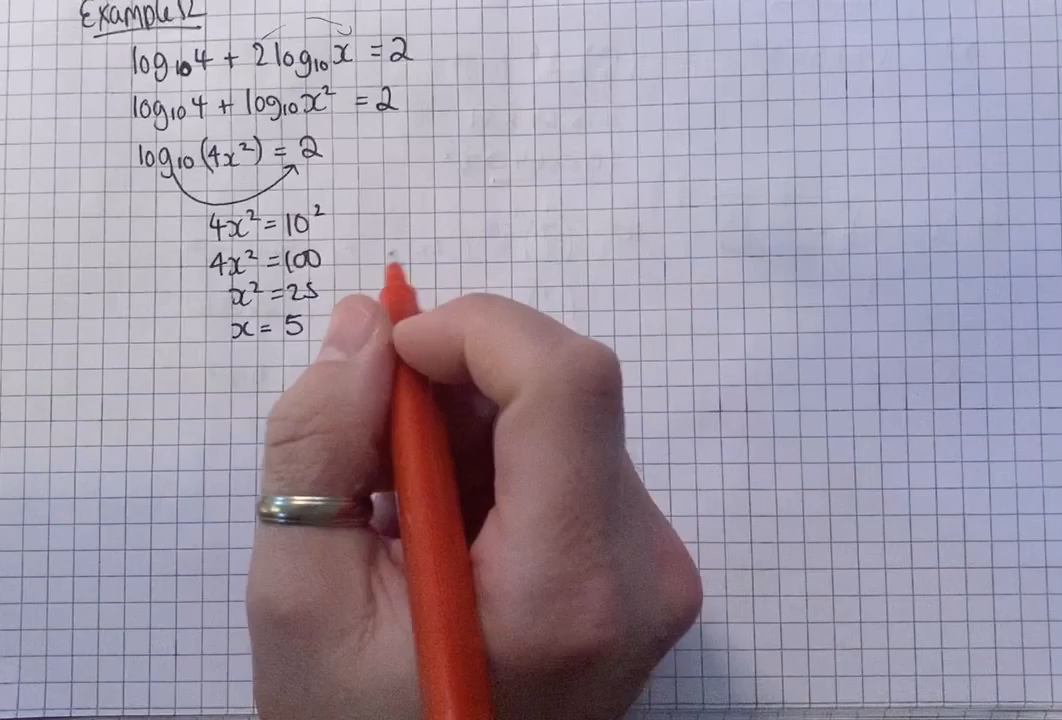 Example 12
log₁₀4 + 2log₁₀x = 2
log₁₀4 + log₁₀x² = 2
log₁₀(4x²) = 2
4x² = 10²
4x² = 100
x² = 25
x = 5